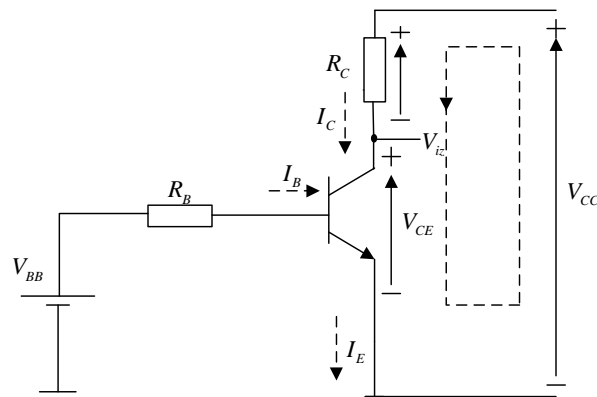 +
R_C
+
−
I_C
V_iz
+
I_B
R_B
V_CE
V_CC
V_BB
−
I_E
−